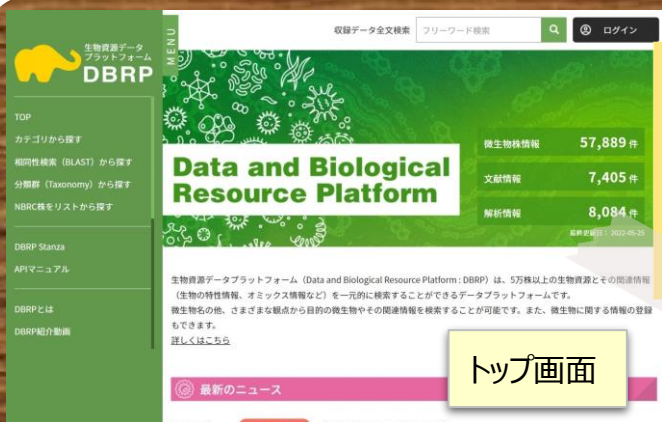 生物資源データ
プラットフォーム
DBRP
MENU
収録データ全文検索
フリーワード検索
ログイン
TOP
カテゴリから探す
相同性検索（BLAST）から探す
分類群（Taxonomy）から探す
NBRC株をリストから探す
DBRP Stanza
APIマニュアル
DBRPとは
DBRP紹介動画
Data and Biological
Resource Platform
微生物株情報 57,889 件
文献情報 7,405 件
解析情報 8,084 件
最終更新日： 2022-05-25
生物資源データプラットフォーム（Data and Biological Resource Platform : DBRP）は、5万株以上の生物資源とその関連情報
（生物の特性情報、オミックス情報など）を一元的に検索することができるデータプラットフォームです。
微生物名の他、さまざまな観点から目的の微生物やその関連情報を検索することが可能です。また、微生物に関する情報の登録
もできます。
詳しくはこちら
トップ画面
最新のニュース